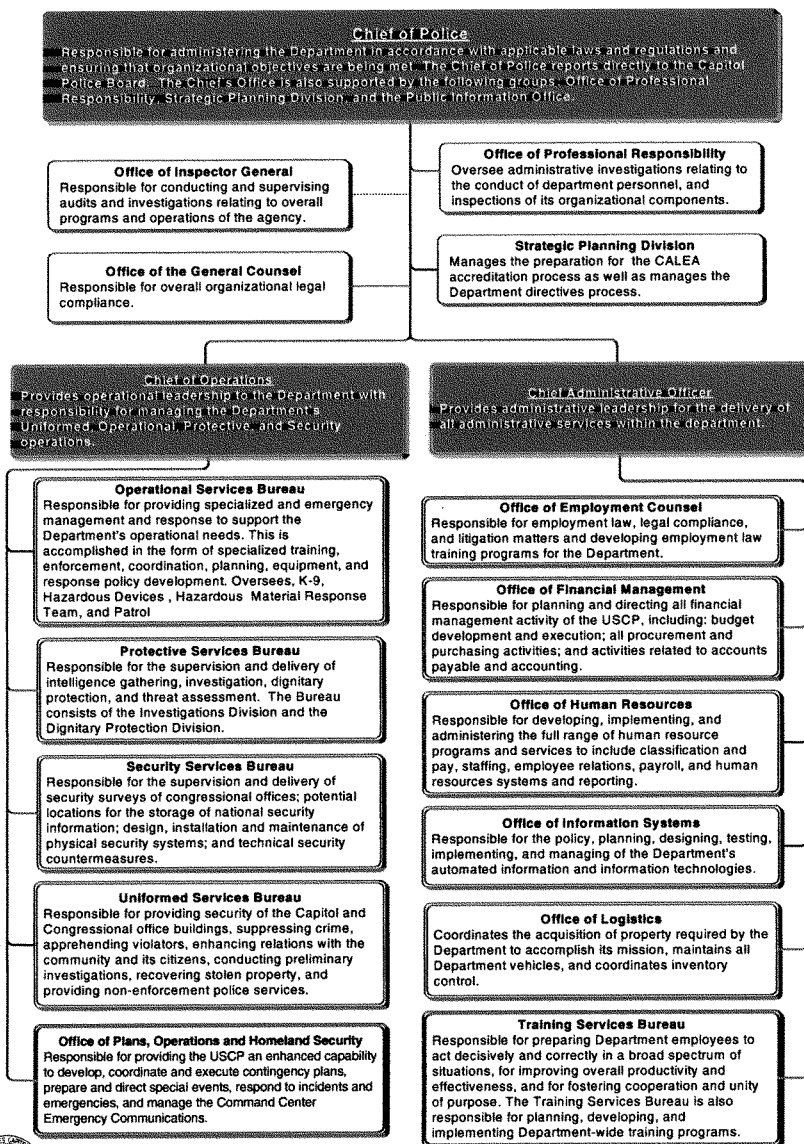 Chief of Police
Responsible for administering the Department in accordance with applicable laws and regulations and
ensuring that organizational objectives are being met. The Chief of Police reports directly to the Capitol
Police Board. The Chief's Office is also supported by the following groups, Office of Professional
Responsibility, Strategic Planning Division, and the Public Information Office.
Office of Inspector General
Responsible for conducting and supervising
audits and investigations relating to overall
programs and operations of the agency.
Office of Professional Responsibility
Oversee administrative investigations relating to
the conduct of department personnel, and
inspections of its organizational components.
Office of the General Counsel
Responsible for overall organizational legal
compliance.
Strategic Planning Division
Manages the preparation for the CALEA
accreditation process as well as manages the
Department directives process.
Chief of Operations
Provides operational leadership to the Department with
responsibility for managing the Department's
Uniformed, Operational, Protective, and Security
operations.
Chief Administrative Officer
Provides administrative leadership for the delivery of
all administrative services within the department.
Operational Services Bureau
Responsible for providing specialized and emergency
management and response to support the
Department's operational needs. This is
accomplished in the form of specialized training,
enforcement, coordination, planning, equipment, and
response policy development. Oversees, K-9,
Hazardous Devices , Hazardous Material Response
Team, and Patrol
Protective Services Bureau
Responsible for the supervision and delivery of
intelligence gathering, investigation, dignitary
protection, and threat assessment. The Bureau
consists of the Investigations Division and the
Dignitary Protection Division.
Security Services Bureau
Responsible for the supervision and delivery of
security surveys of congressional offices; potential
locations for the storage of national security
information; design, installation and maintenance of
physical security systems; and technical security
countermeasures.
Uniformed Services Bureau
Responsible for providing security of the Capitol and
Congressional office buildings, suppressing crime,
apprehending violators, enhancing relations with the
community and its citizens, conducting preliminary
investigations, recovering stolen property, and
providing non-enforcement police services.
Office of Plans, Operations and Homeland Security
Responsible for providing the USCP an enhanced capability
to develop, coordinate and execute contingency plans,
prepare and direct special events, respond to incidents and
emergencies, and manage the Command Center
Emergency Communications.
Office of Employment Counsel
Responsible for employment law, legal compliance,
and litigation matters and developing employment law
training programs for the Department.
Office of Financial Management
Responsible for planning and directing all financial
management activity of the USCP, including: budget
development and execution; all procurement and
purchasing activities; and activities related to accounts
payable and accounting.
Office of Human Resources
Responsible for developing, implementing, and
administering the full range of human resource
programs and services to include classification and
pay, staffing, employee relations, payroll, and human
resources systems and reporting.
Office of Information Systems
Responsible for the policy, planning, designing, testing,
implementing, and managing of the Department's
automated information and information technologies.
Office of Logistics
Coordinates the acquisition of property required by the
Department to accomplish its mission, maintains all
Department vehicles, and coordinates inventory
control.
Training Services Bureau
Responsible for preparing Department employees to
act decisively and correctly in a broad spectrum of
situations, for improving overall productivity and
effectiveness, and for fostering cooperation and unity
of purpose. The Training Services Bureau is also
responsible for planning, developing, and
implementing Department-wide training programs.